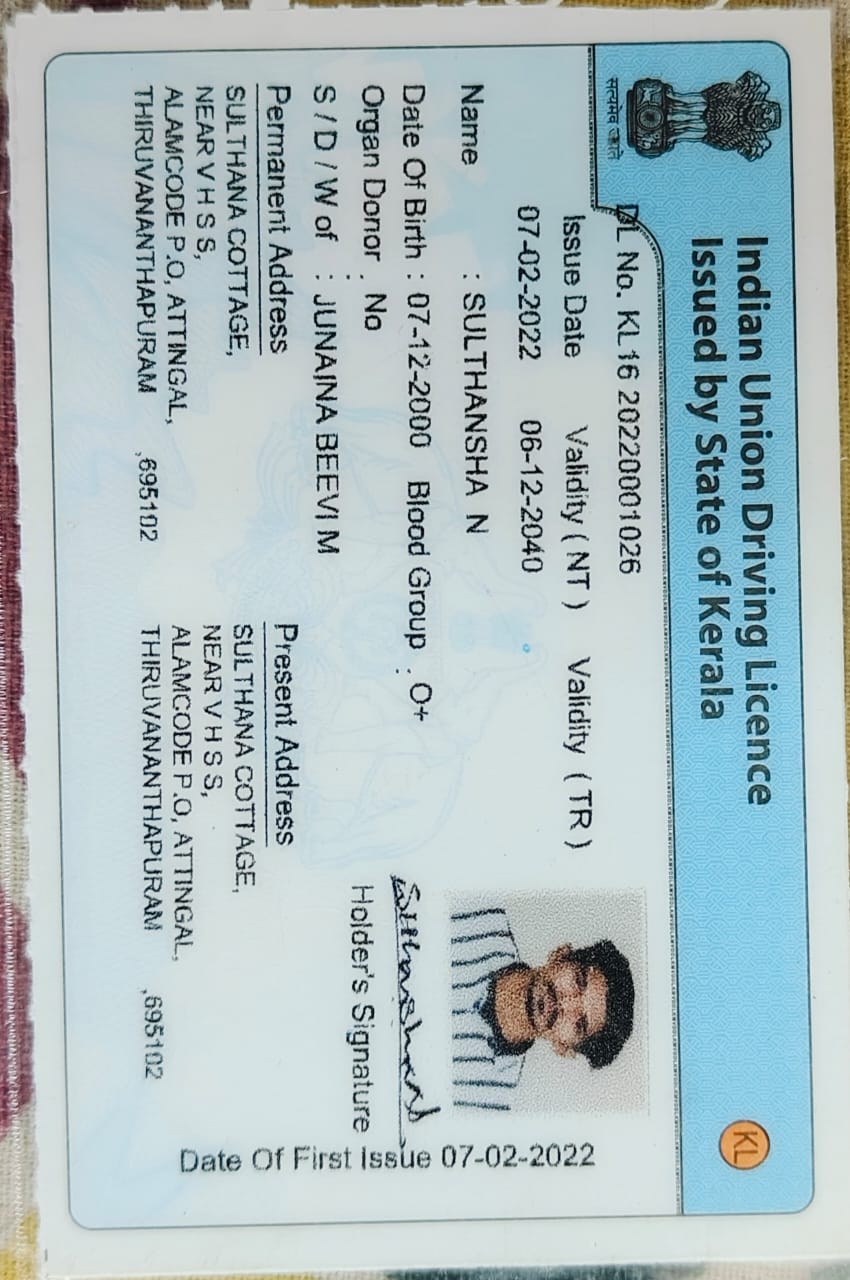 Indian Union Driving Licence
Issued by State of Kerala
KL
सत्यमेव जयते
DL No. KL16 20220001026
Issue Date Validity ( NT ) Validity ( TR )
07-02-2022 06-12-2040
Name : SULTHANSHA N
Date Of Birth : 07-12-2000 Blood Group : O+
Organ Donor : No
S / D / W of : JUNAINA BEEVI M
Sulthansha
Holder's Signature
Permanent Address
SULTHANA COTTAGE,
NEAR V H S S,
ALAMCODE P.O, ATTINGAL,
THIRUVANANTHAPURAM ,695102
Present Address
SULTHANA COTTAGE,
NEAR V H S S,
ALAMCODE P.O, ATTINGAL,
THIRUVANANTHAPURAM ,695102
Date Of First Issue 07-02-2022